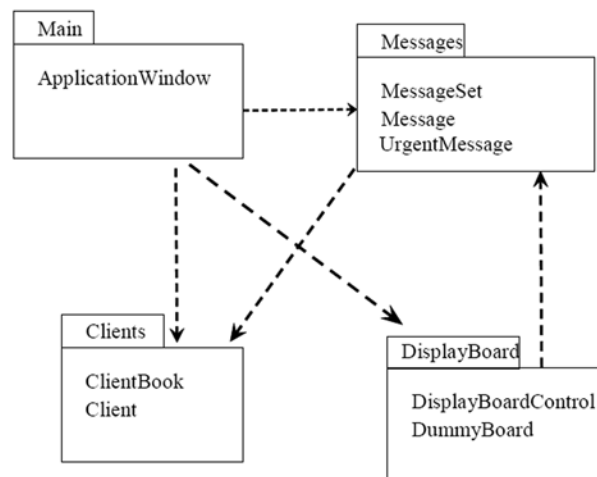 Main
ApplicationWindow
Messages
MessageSet
Message
UrgentMessage
Clients
ClientBook
Client
DisplayBoard
DisplayBoardControl
DummyBoard